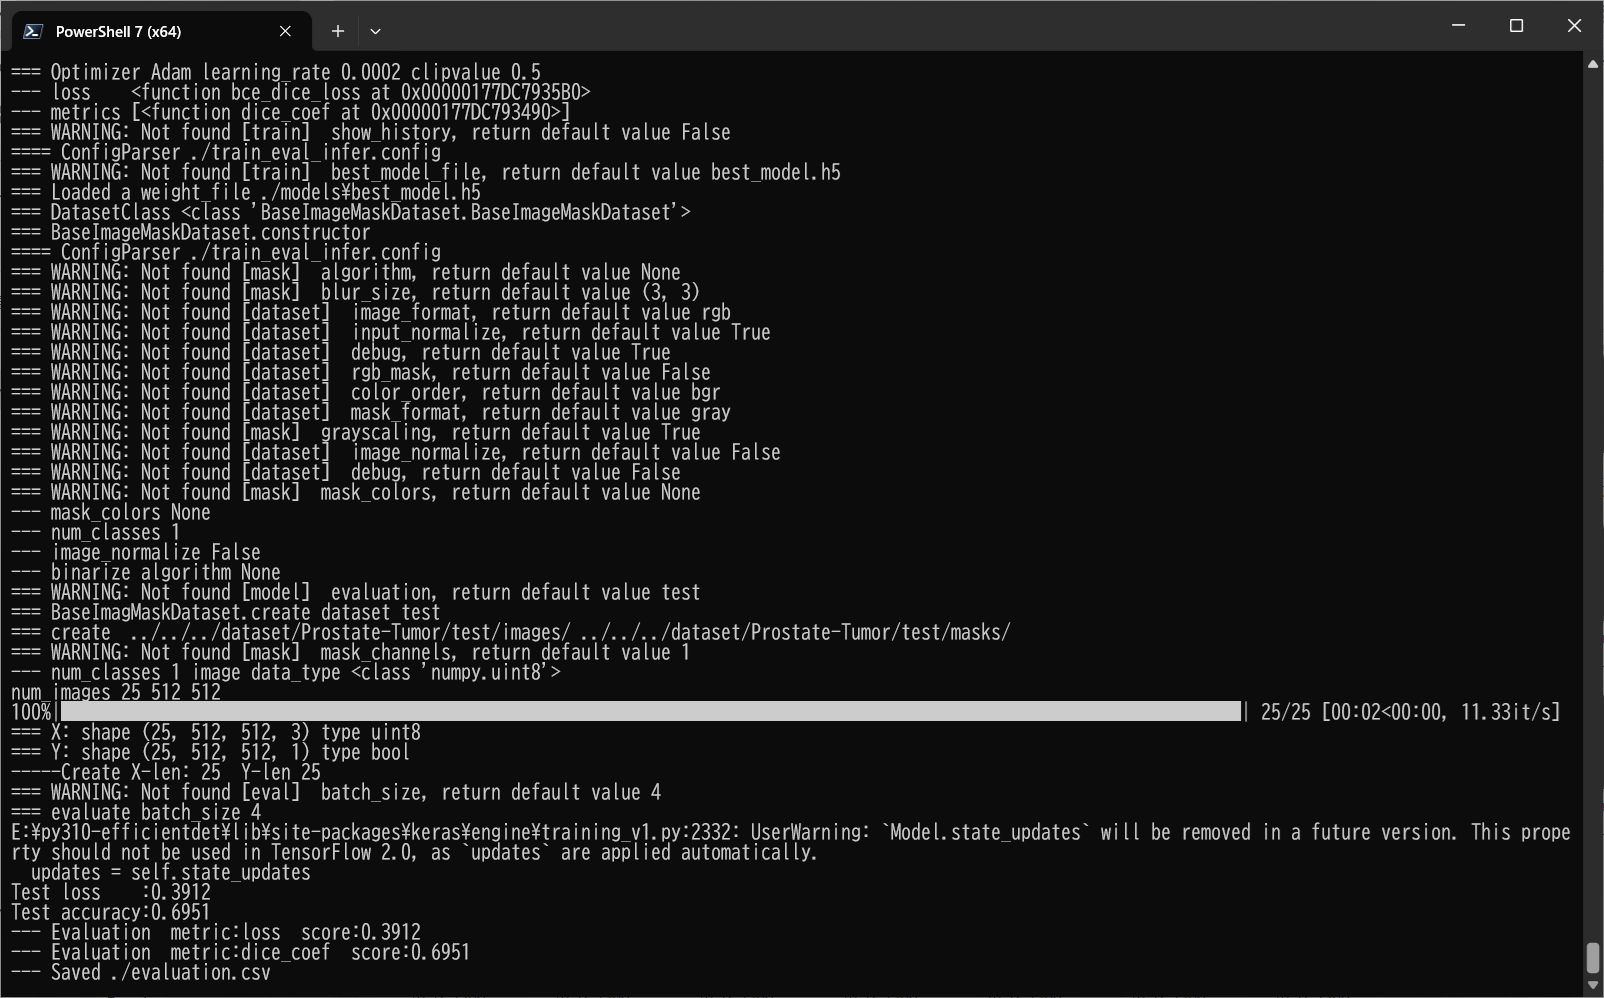 PowerShell 7 (x64)
=== Optimizer Adam learning_rate 0.0002 clipvalue 0.5
--- loss    <function bce_dice_loss at 0x00000177DC7935B0>
--- metrics [<function dice_coef at 0x00000177DC793490>]
=== WARNING: Not found [train]  show_history, return default value False
==== ConfigParser ./train_eval_infer.config
=== WARNING: Not found [train]  best_model_file, return default value best_model.h5
=== Loaded a weight_file ./models¥best_model.h5
=== DatasetClass <class 'BaseImageMaskDataset.BaseImageMaskDataset'>
=== BaseImageMaskDataset.constructor
==== ConfigParser ./train_eval_infer.config
=== WARNING: Not found [mask]  algorithm, return default value None
=== WARNING: Not found [mask]  blur_size, return default value (3, 3)
=== WARNING: Not found [dataset]  image_format, return default value rgb
=== WARNING: Not found [dataset]  input_normalize, return default value True
=== WARNING: Not found [dataset]  debug, return default value True
=== WARNING: Not found [dataset]  rgb_mask, return default value False
=== WARNING: Not found [dataset]  color_order, return default value bgr
=== WARNING: Not found [dataset]  mask_format, return default value gray
=== WARNING: Not found [mask]  grayscaling, return default value True
=== WARNING: Not found [dataset]  image_normalize, return default value False
=== WARNING: Not found [dataset]  debug, return default value False
=== WARNING: Not found [mask]  mask_colors, return default value None
--- mask_colors None
--- num_classes 1
--- image_normalize False
--- binarize algorithm None
=== WARNING: Not found [model]  evaluation, return default value test
=== BaseImagMaskDataset.create dataset test
=== create  ../../../dataset/Prostate-Tumor/test/images/ ../../../dataset/Prostate-Tumor/test/masks/
=== WARNING: Not found [mask]  mask_channels, return default value 1
--- num_classes 1 image data_type <class 'numpy.uint8'>
num_images 25 512 512
100%| | 25/25 [00:02<00:00, 11.33it/s]
=== X: shape (25, 512, 512, 3) type uint8
=== Y: shape (25, 512, 512, 1) type bool
-----Create X-len: 25  Y-len 25
=== WARNING: Not found [eval]  batch_size, return default value 4
=== evaluate batch_size 4
E:¥py310-efficientdet¥lib¥site-packages¥keras¥engine¥training_v1.py:2332: UserWarning: `Model.state_updates` will be removed in a future version. This prope
rty should not be used in TensorFlow 2.0, as `updates` are applied automatically.
  updates = self.state_updates
Test loss    :0.3912
Test accuracy:0.6951
--- Evaluation  metric:loss  score:0.3912
--- Evaluation  metric:dice_coef  score:0.6951
--- Saved ./evaluation.csv